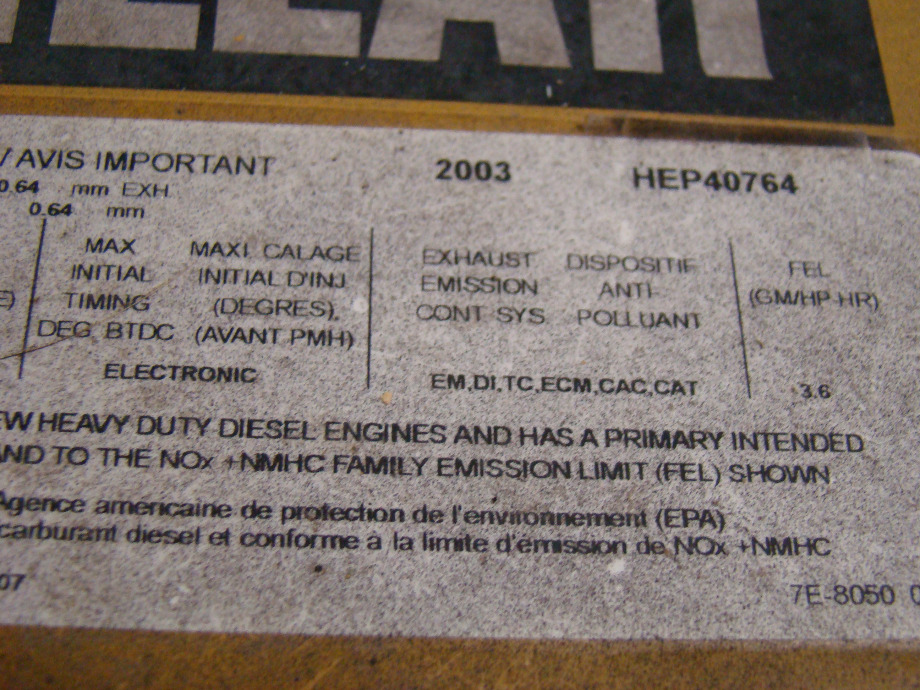 / AVIS IMPORTANT 2003 HEP40764
0.64 mm EXH.
0.64 mm
MAX MAXI CALAGE EXHAUST DISPOSITIF FEL
INITIAL INITIAL D'INJ. EMISSION ANTI- (GM/HP-HR)
E) TIMING (DEGRES), CONT SYS POLLUANT
DEG BTDC (AVANT PMH)
ELECTRONIC EM,DI,TC,ECM,CAC,CAT 3.6
EW HEAVY DUTY DIESEL ENGINES AND HAS A PRIMARY INTENDED
AND TO THE NOx +NMHC FAMILY EMISSION LIMIT (FEL) SHOWN
Agence américaine de protection de l'environnement (EPA)
carburant diesel et conforme à la limite d'émission de NOx +NMHC
07 7E-8050 0